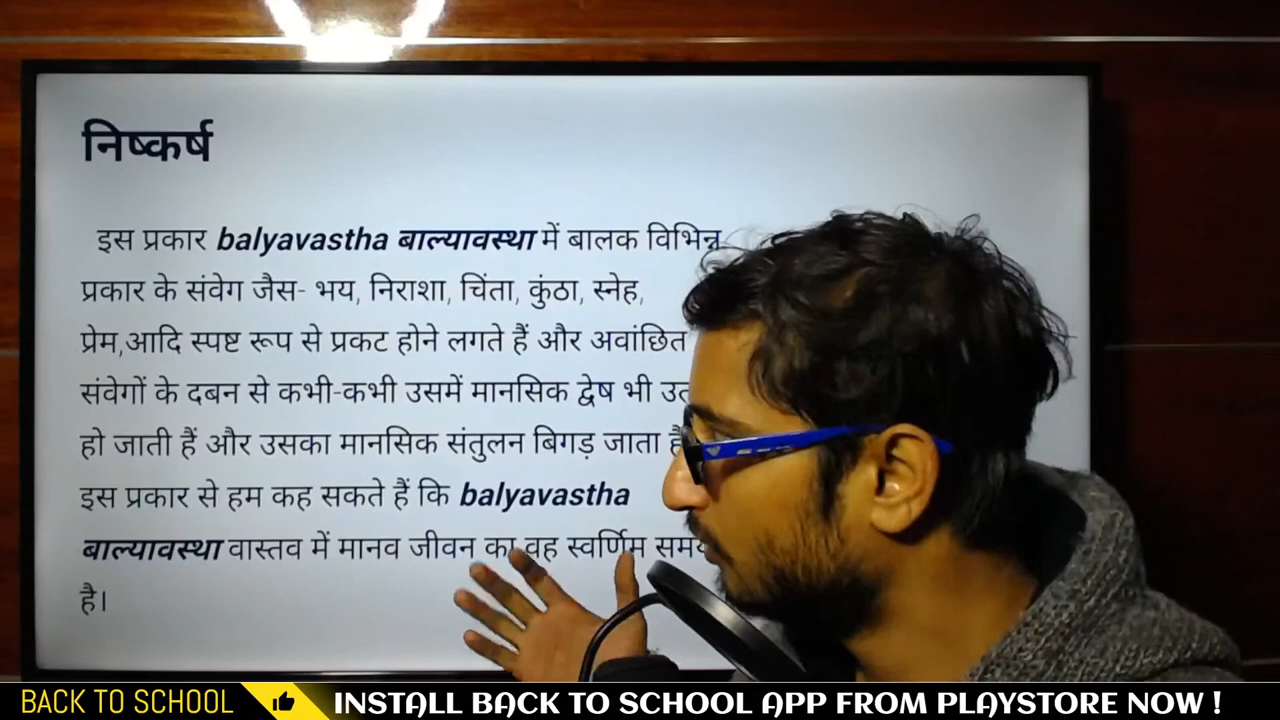 निष्कर्ष
इस प्रकार balyavastha बाल्यावस्था में बालक विभिन्न
प्रकार के संवेग जैस- भय, निराशा, चिंता, कुंठा, स्नेह,
प्रेम,आदि स्पष्ट रूप से प्रकट होने लगते हैं और अवांछित
संवेगों के दबन से कभी-कभी उसमें मानसिक द्वेष भी
हो जाती हैं और उसका मानसिक संतुलन बिगड़ जाता
इस प्रकार से हम कह सकते हैं कि balyavastha
बाल्यावस्था वास्तव में मानव जीवन का वह स्वर्णिम
है।
BACK TO SCHOOL INSTALL BACK TO SCHOOL APP FROM PLAYSTORE NOW !